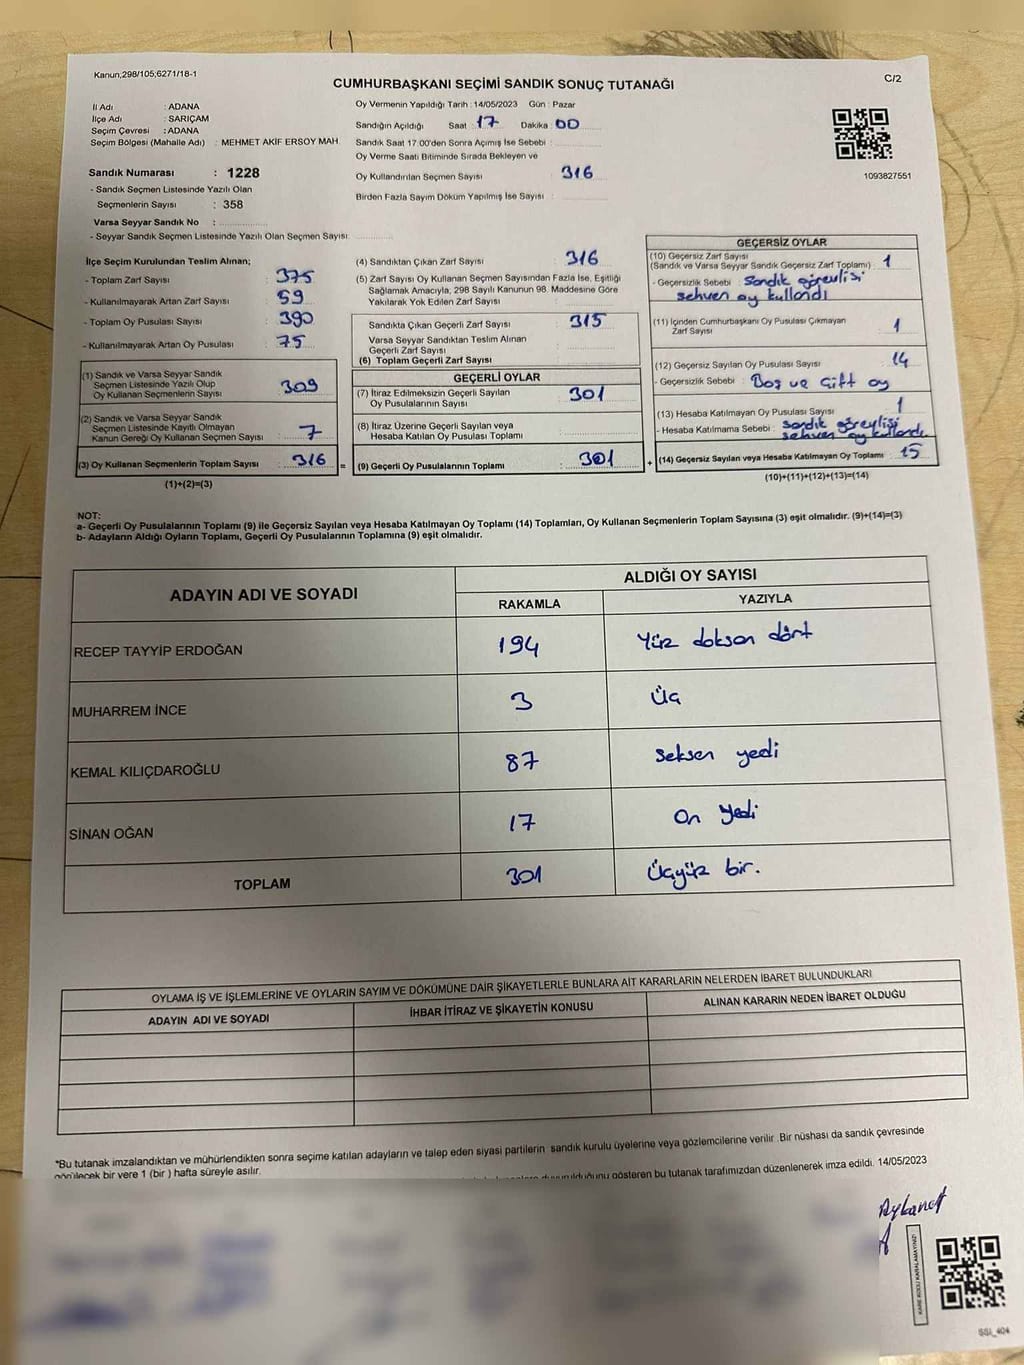 Kanun,298/105;6271/18-1
C/2
CUMHURBAŞKANI SEÇİMİ SANDIK SONUÇ TUTANAĞI
İl Adı : ADANA
İlçe Adı : SARIÇAM
Seçim Çevresi : ADANA
Seçim Bölgesi (Mahalle Adı) : MEHMET AKİF ERSOY MAH.
Sandık Numarası : 1228
- Sandık Seçmen Listesinde Yazılı Olan
Seçmenlerin Sayısı : 358
Varsa Seyyar Sandık No :
- Seyyar Sandık Seçmen Listesinde Yazılı Olan Seçmen Sayısı:
Oy Vermenin Yapıldığı Tarih : 14/05/2023 Gün : Pazar
Sandığın Açıldığı Saat : 17 Dakika : 00
Sandık Saat 17.00'den Sonra Açımış İse Sebebi :
Oy Verme Saati Bitiminde Sırada Bekleyen ve
Oy Kullandırılan Seçmen Sayısı : 316
Birden Fazla Sayım Döküm Yapılmış İse Sayısı :
1093827551
İlçe Seçim Kurulundan Teslim Alınan;
- Toplam Zarf Sayısı : 375
- Kullanılmayarak Artan Zarf Sayısı : 59
- Toplam Oy Pusulası Sayısı : 390
- Kullanılmayarak Artan Oy Pusulası : 75
(1) Sandık ve Varsa Seyyar Sandık
Seçmen Listesinde Yazılı Olup
Oy Kullanan Seçmenlerin Sayısı : 309
(2) Sandık ve Varsa Seyyar Sandık
Seçmen Listesinde Kayıtlı Olmayan
Kanun Gereği Oy Kullanan Seçmen Sayısı : 7
(3) Oy Kullanan Seçmenlerin Toplam Sayısı : 316 =
(1)+(2)=(3)
(4) Sandıktan Çıkan Zarf Sayısı : 316
(5) Zarf Sayısı Oy Kullanan Seçmen Sayısından Fazla İse, Eşitliği
Sağlamak Amacıyla, 298 Sayılı Kanunun 98. Maddesine Göre
Yakılarak Yok Edilen Zarf Sayısı :
Sandıkta Çıkan Geçerli Zarf Sayısı : 315
Varsa Seyyar Sandıktan Teslim Alınan
Geçerli Zarf Sayısı :
(6) Toplam Geçerli Zarf Sayısı
GEÇERLİ OYLAR
(7) İtiraz Edilmeksizin Geçerli Sayılan
Oy Pusulalarının Sayısı : 301
(8) İtiraz Üzerine Geçerli Sayılan veya
Hesaba Katılan Oy Pusulası Toplamı :
(9) Geçerli Oy Pusulalarının Toplamı : 301 +
GEÇERSİZ OYLAR
(10) Geçersiz Zarf Sayısı
(Sandık ve Varsa Seyyar Sandık Geçersiz Zarf Toplamı) : 1
- Geçersizlik Sebebi : Sandık görevlisi
sehven oy kullandı
(11) İçinden Cumhurbaşkanı Oy Pusulası Çıkmayan
Zarf Sayısı : 1
(12) Geçersiz Sayılan Oy Pusulası Sayısı : 14
- Geçersizlik Sebebi : Boş ve çift oy
(13) Hesaba Katılmayan Oy Pusulası Sayısı : 1
- Hesaba Katılmama Sebebi : sandık görevlisi
sehven oy kullandı
(14) Geçersiz Sayılan veya Hesaba Katılmayan Oy Toplamı : 15
(10)+(11)+(12)+(13)=(14)
NOT:
a- Geçerli Oy Pusulalarının Toplamı (9) ile Geçersiz Sayılan veya Hesaba Katılmayan Oy Toplamı (14) Toplamları, Oy Kullanan Seçmenlerin Toplam Sayısına (3) eşit olmalıdır. (9)+(14)=(3)
b- Adayların Aldığı Oyların Toplamı, Geçerli Oy Pusulalarının Toplamına (9) eşit olmalıdır.
ADAYIN ADI VE SOYADI ALDIĞI OY SAYISI
RAKAMLA YAZIYLA
RECEP TAYYİP ERDOĞAN 194 Yüz doksan dört
MUHARREM İNCE 3 Üç
KEMAL KILIÇDAROĞLU 87 seksen yedi
SİNAN OĞAN 17 On yedi
TOPLAM 301 Üçyüz bir.
OYLAMA İŞ VE İŞLEMLERİNE VE OYLARIN SAYIM VE DÖKÜMÜNE DAİR ŞİKAYETLERLE BUNLARA AİT KARARLARIN NELERDEN İBARET BULUNDUKLARI
ADAYIN ADI VE SOYADI İHBAR İTİRAZ VE ŞİKAYETİN KONUSU ALINAN KARARIN NEDEN İBARET OLDUĞU
*Bu tutanak imzalandıktan ve mühürlendikten sonra seçime katılan adayların ve talep eden siyasi partilerin sandık kurulu üyelerine veya gözlemcilerine verilir. Bir nüshası da sandık çevresinde
görülecek bir yere 1 (bir) hafta süreyle asılır.
duyurulduğunu gösteren bu tutanak tarafımızdan düzenlenerek imza edildi. 14/05/2023
KARE KODU KARALAMAYINIZ!
SSI_404